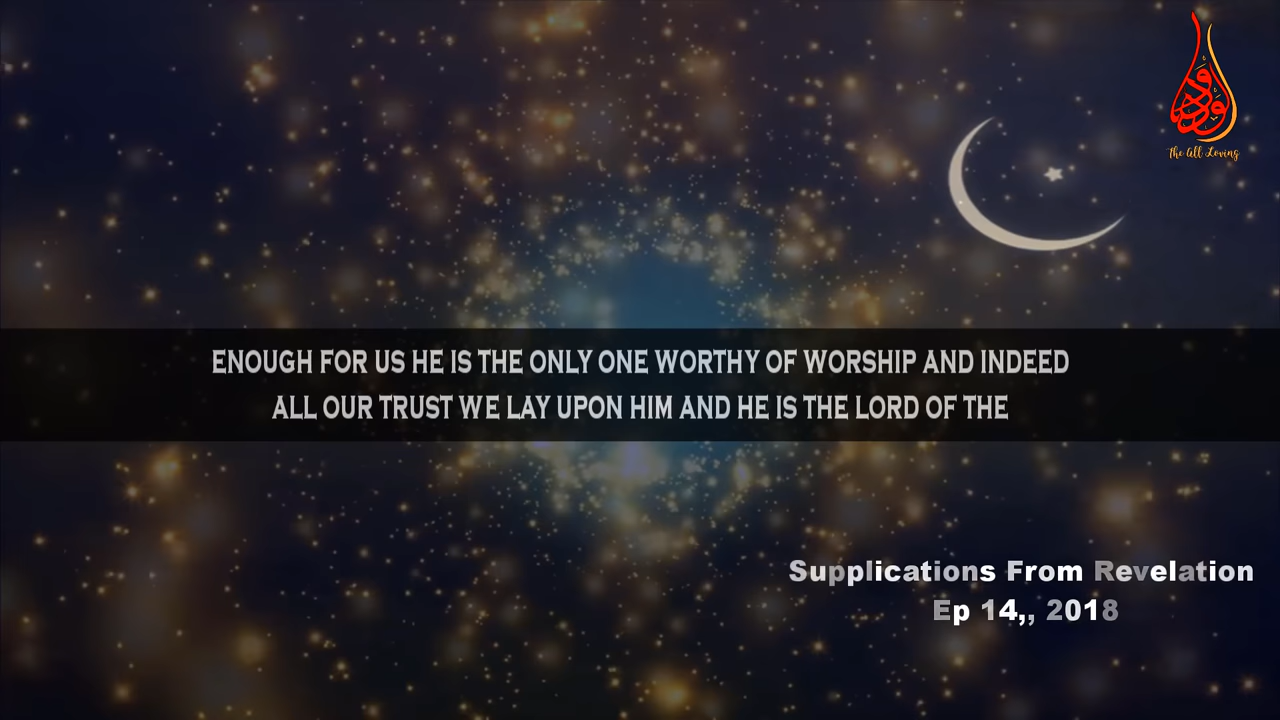 الودود
The All Loving
ENOUGH FOR US HE IS THE ONLY ONE WORTHY OF WORSHIP AND INDEED
ALL OUR TRUST WE LAY UPON HIM AND HE IS THE LORD OF THE
Supplications From Revelation
Ep 14,, 2018